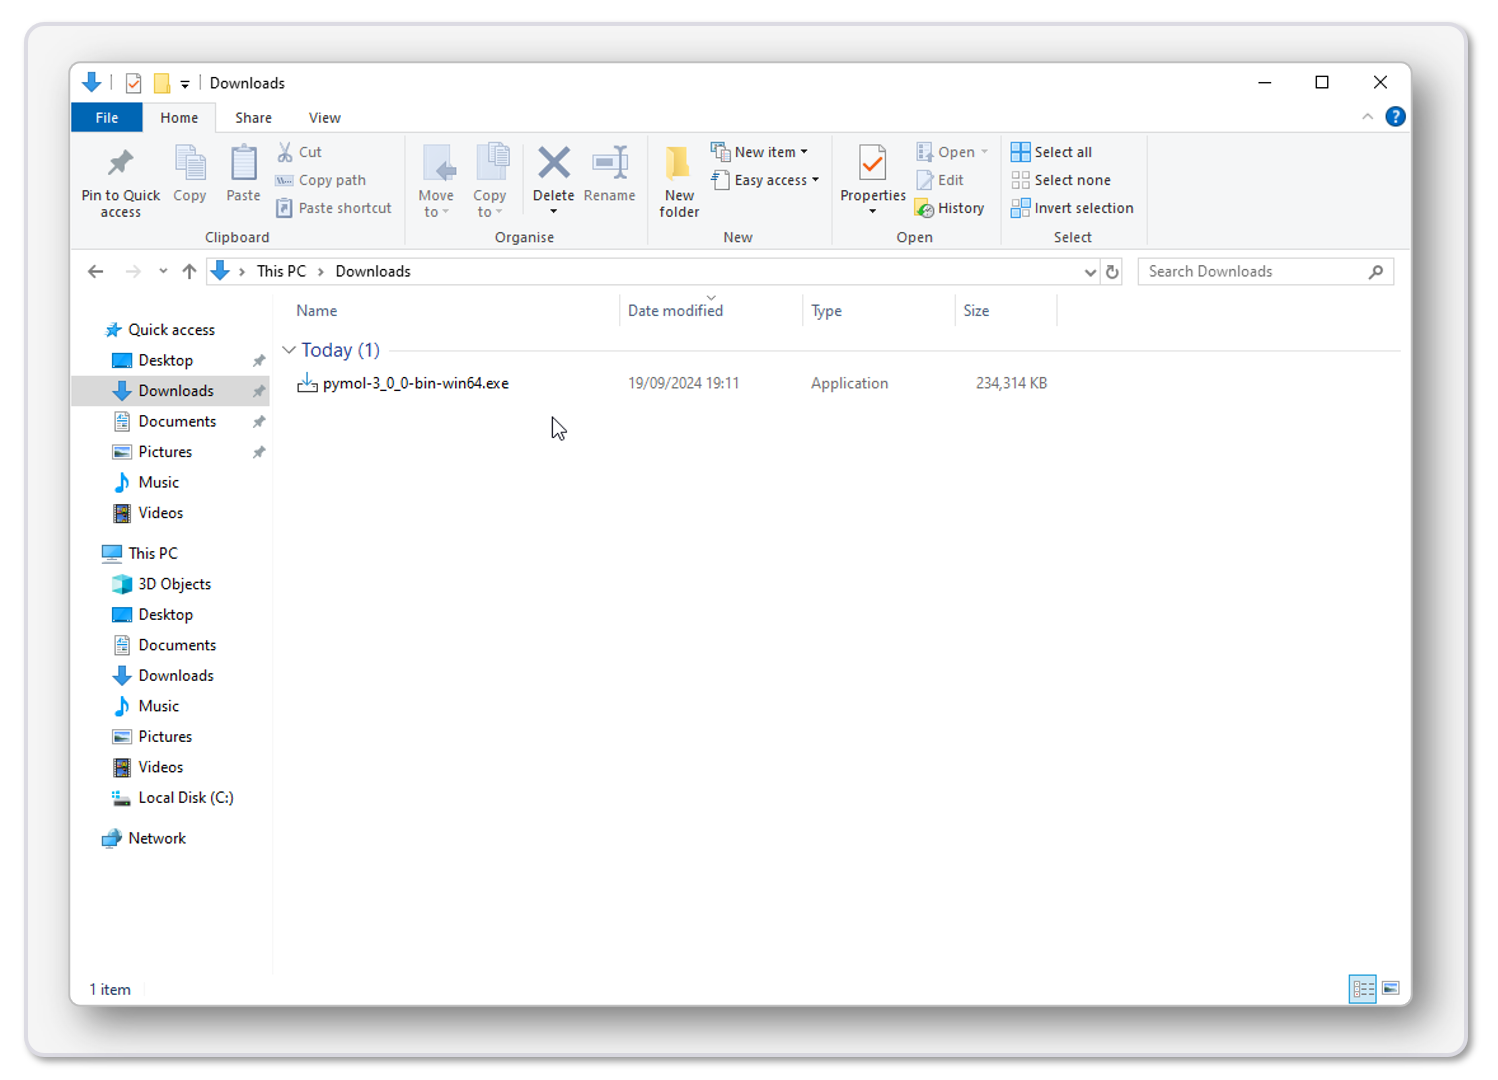 Downloads
File Home Share View
Pin to Quick access
Copy
Paste
Cut
Copy path
Paste shortcut
Clipboard
Move to
Copy to
Delete
Rename
Organise
New folder
New item
Easy access
New
Properties
Open
Edit
History
Open
Select all
Select none
Invert selection
Select
This PC > Downloads
Search Downloads
Name Date modified Type Size
Today (1)
pymol-3_0_0-bin-win64.exe 19/09/2024 19:11 Application 234,314 KB
Quick access
Desktop
Downloads
Documents
Pictures
Music
Videos
This PC
3D Objects
Desktop
Documents
Downloads
Music
Pictures
Videos
Local Disk (C:)
Network
1 item